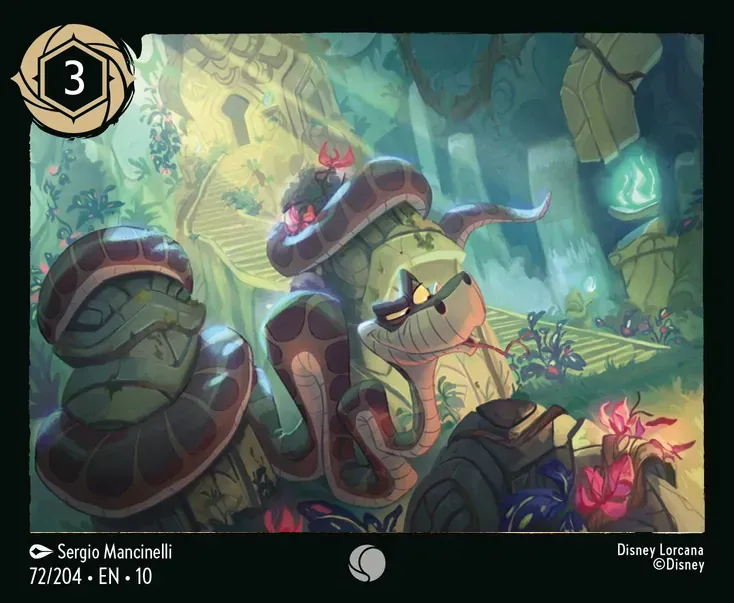 3
Sergio Mancinelli
72/204 • EN • 10
Disney Lorcana
©Disney